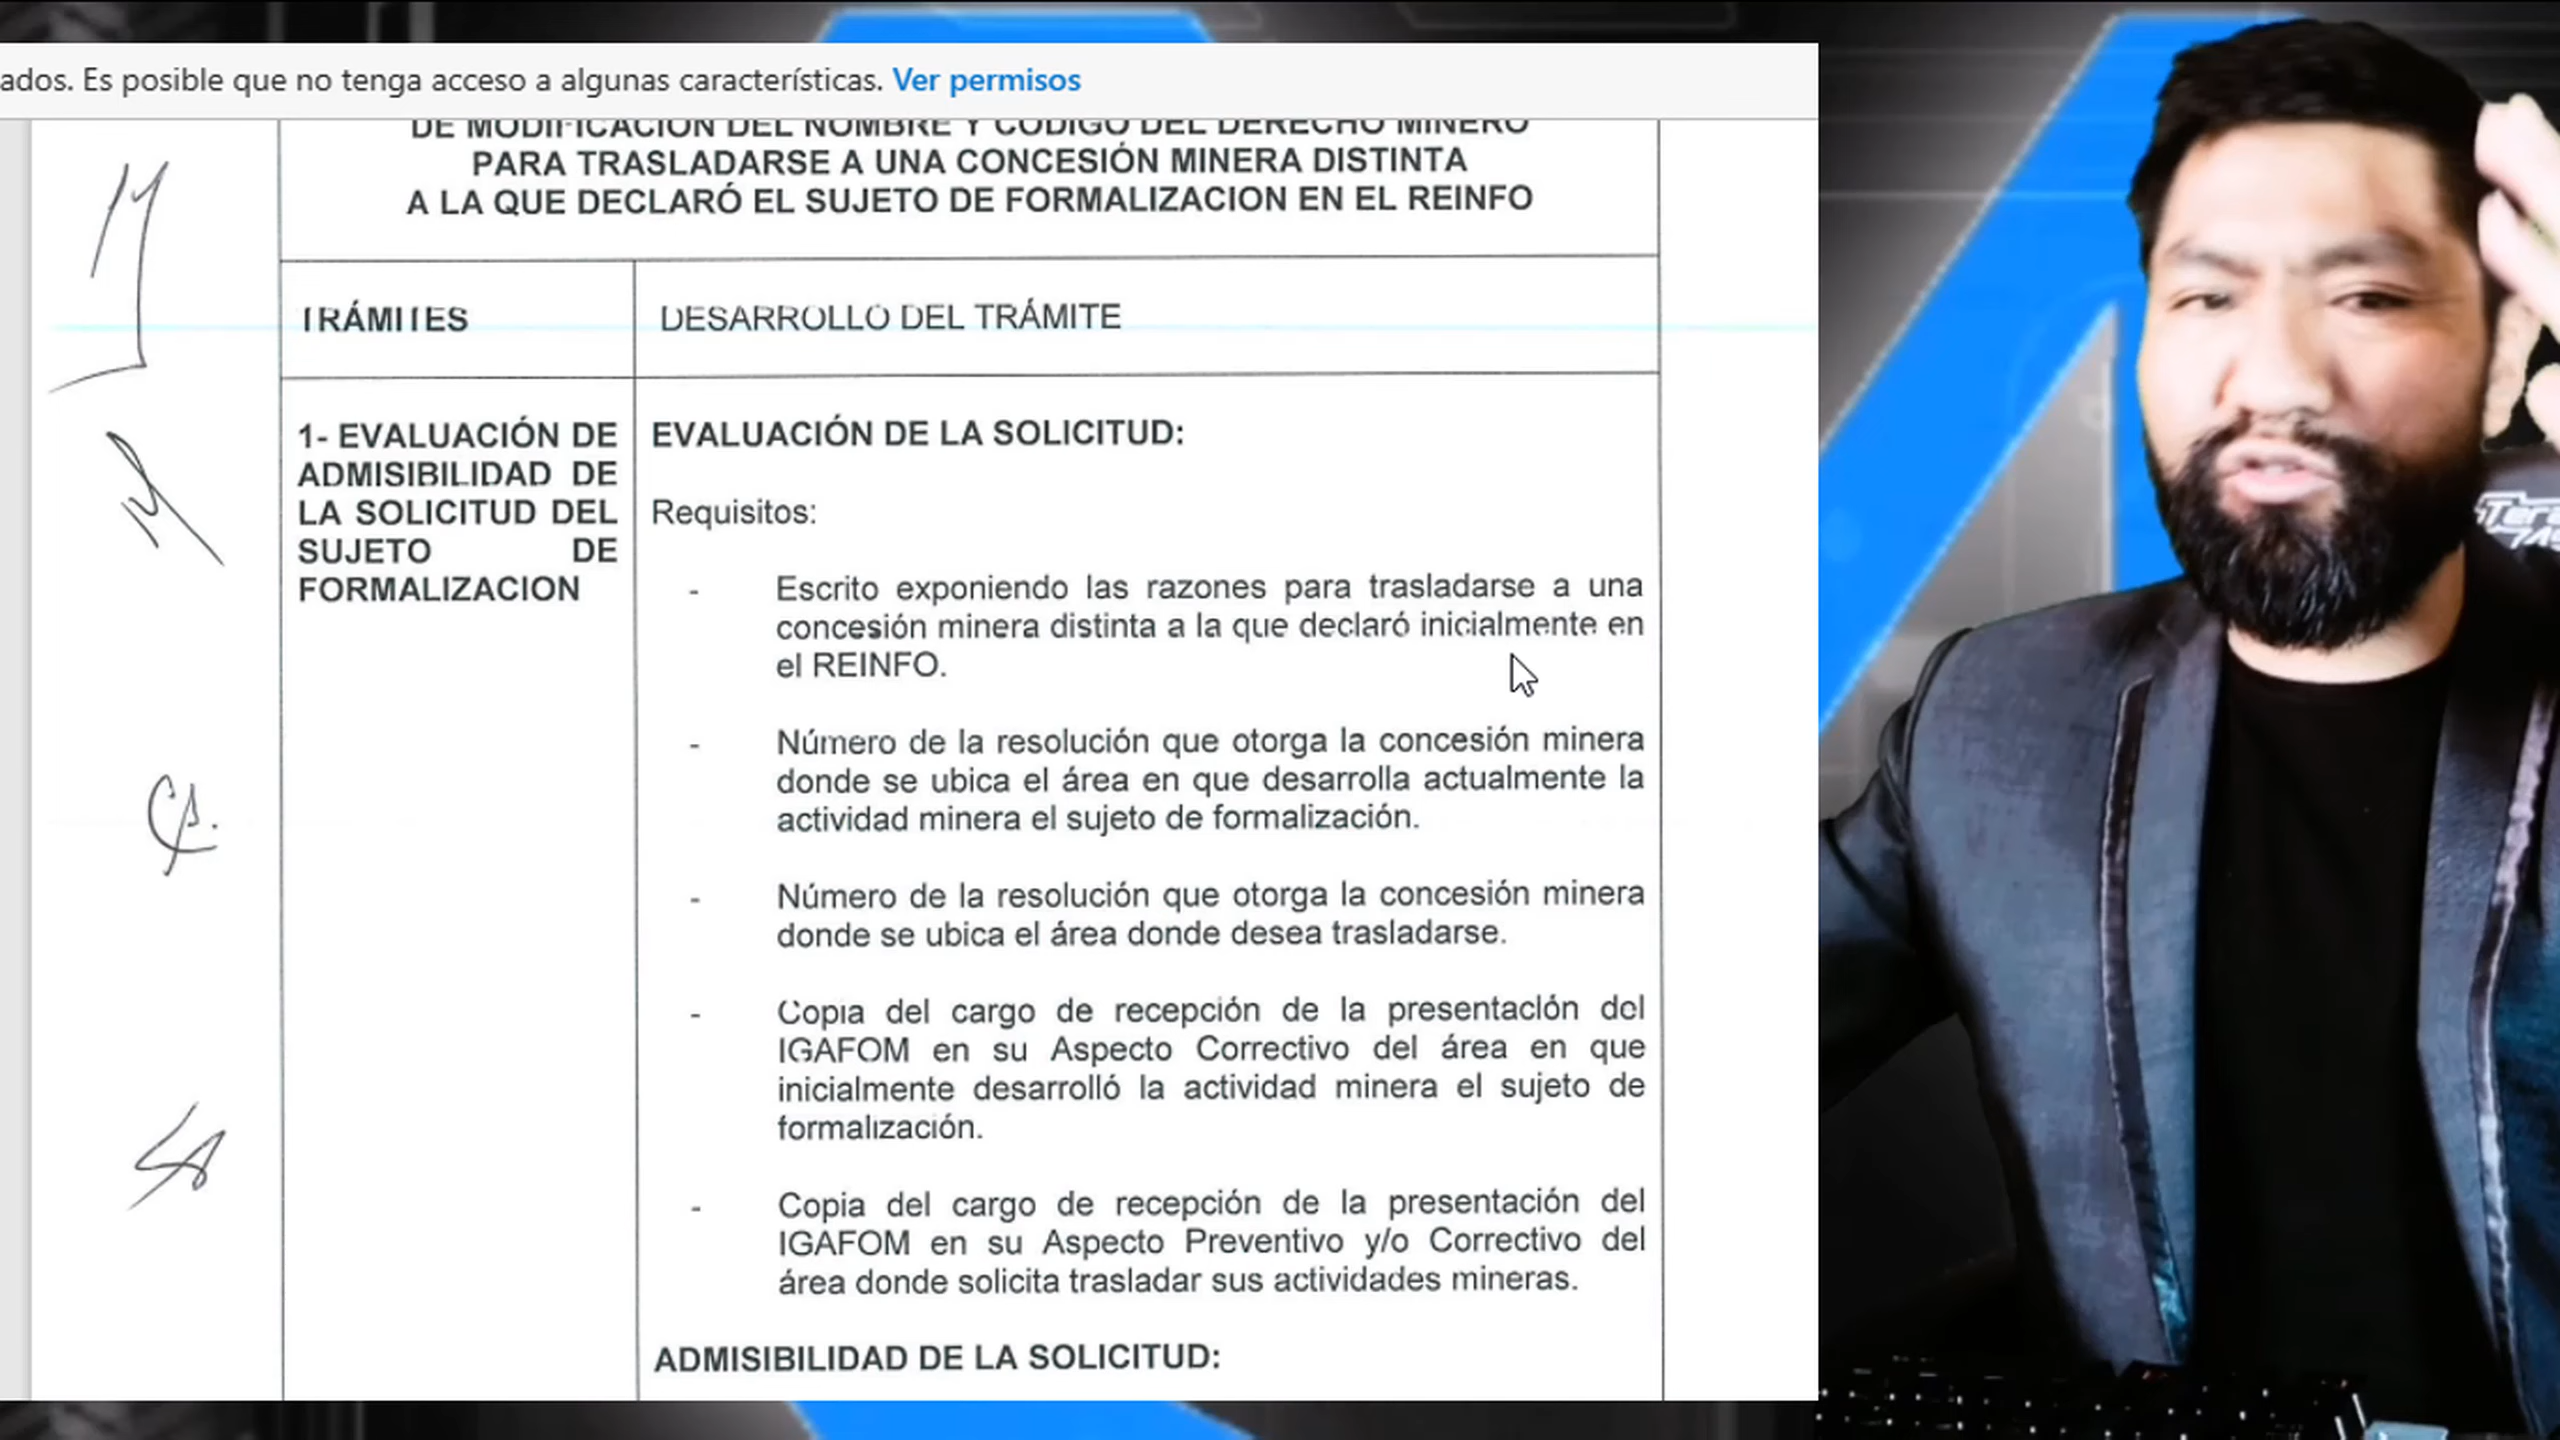 ados. Es posible que no tenga acceso a algunas características. Ver permisos
DE MODIFICACIÓN DEL NOMBRE Y CÓDIGO DEL DERECHO MINERO
PARA TRASLADARSE A UNA CONCESIÓN MINERA DISTINTA
A LA QUE DECLARÓ EL SUJETO DE FORMALIZACION EN EL REINFO
TRÁMITES
DESARROLLO DEL TRÁMITE
1- EVALUACIÓN DE
ADMISIBILIDAD DE
LA SOLICITUD DEL
SUJETO DE
FORMALIZACION
EVALUACIÓN DE LA SOLICITUD:
Requisitos:
- Escrito exponiendo las razones para trasladarse a una
concesión minera distinta a la que declaró inicialmente en
el REINFO.
- Número de la resolución que otorga la concesión minera
donde se ubica el área en que desarrolla actualmente la
actividad minera el sujeto de formalización.
- Número de la resolución que otorga la concesión minera
donde se ubica el área donde desea trasladarse.
- Copia del cargo de recepción de la presentación del
IGAFOM en su Aspecto Correctivo del área en que
inicialmente desarrolló la actividad minera el sujeto de
formalización.
- Copia del cargo de recepción de la presentación del
IGAFOM en su Aspecto Preventivo y/o Correctivo del
área donde solicita trasladar sus actividades mineras.
ADMISIBILIDAD DE LA SOLICITUD: